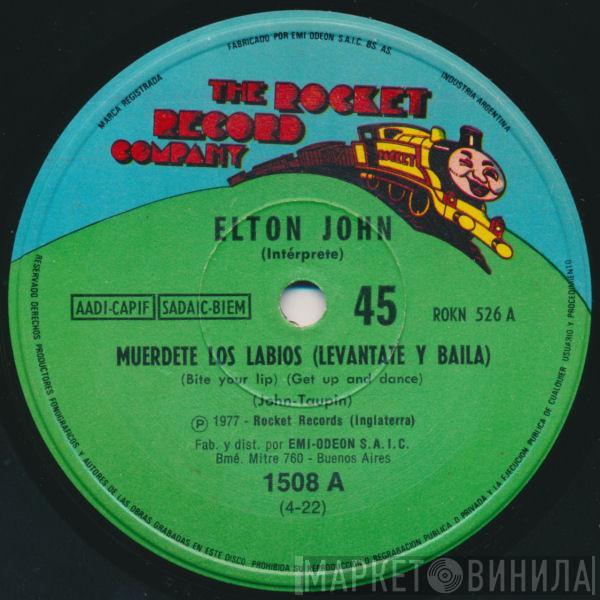 FABRICADO POR EMI ODEON S.A.I.C. BS. AS.
MARCA REGISTRADA
INDUSTRIA ARGENTINA
THE ROCKET
RECORD
COMPANY
ROCKET
ELTON JOHN
(Intérprete)
AADI-CAPIF SADAIC-BIEM
45
ROKN 526 A
MUERDETE LOS LABIOS (LEVANTATE Y BAILA)
(Bite your lip) (Get up and dance)
(John-Taupin)
Ⓟ 1977 - Rocket Records (Inglaterra)
Fab. y dist. por EMI-ODEON S.A.I.C.
Bmé. Mitre 760 - Buenos Aires
1508 A
(4-22)
RESERVADO DERECHOS PRODUCTORES FONOGRAFICOS Y AUTORES DE LAS OBRAS GRABADAS EN ESTE DISCO. PROHIBIDA SU REPRODUCCION O REGRABACION PUBLICA O PRIVADA Y LA EJECUCION PUBLICA DE CUALQUIER USUARIO Y PROCEDIMIENTO
МАРКЕТ ВИНИЛА